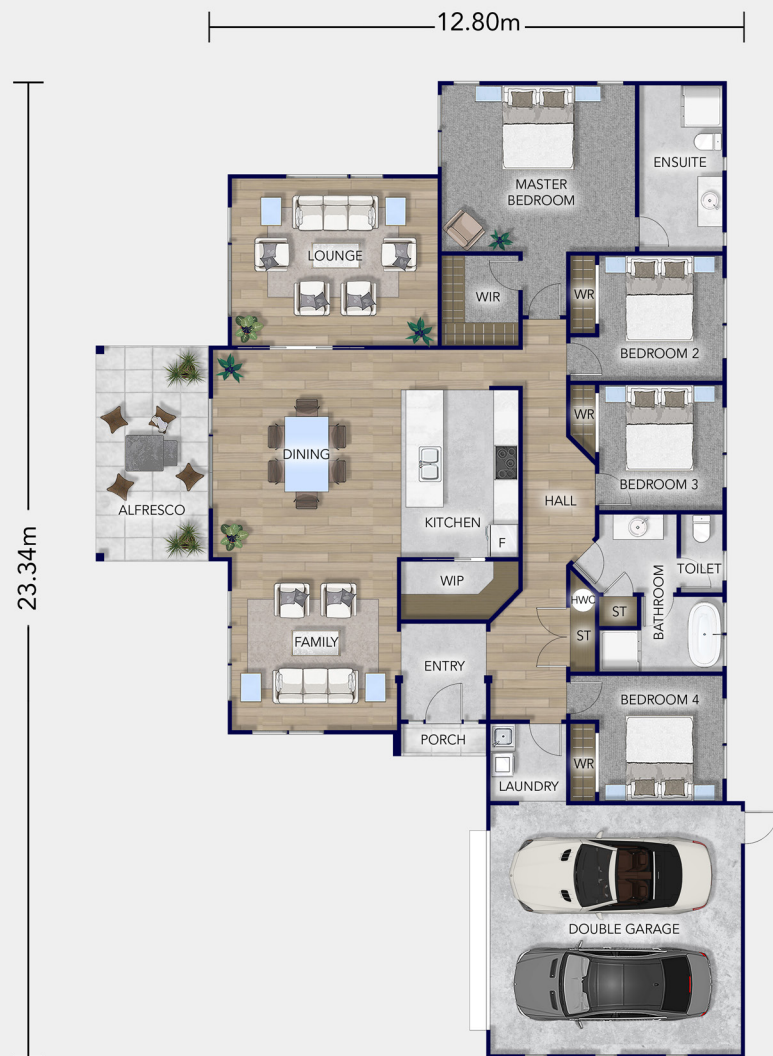 12.80m
23.34m
ENSUITE
MASTER
BEDROOM
LOUNGE
WIR
WR
BEDROOM 2
WR
BEDROOM 3
DINING
HALL
ALFRESCO
KITCHEN
F
WIP
TOILET
BATHROOM
HWC
ST
ST
FAMILY
ENTRY
BEDROOM 4
PORCH
WR
LAUNDRY
DOUBLE GARAGE